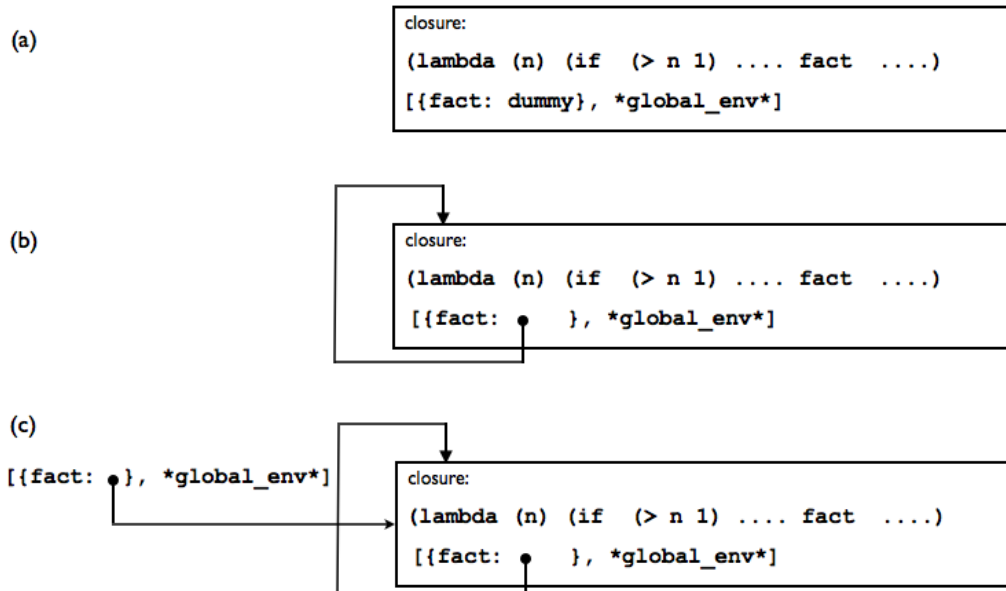 (a)
closure:
(lambda (n) (if (> n 1) .... fact ....)
[{fact: dummy}, *global_env*]
(b)
closure:
(lambda (n) (if (> n 1) .... fact ....)
[{fact: }, *global_env*]
(c)
[{fact: }, *global_env*]
closure:
(lambda (n) (if (> n 1) .... fact ....)
[{fact: }, *global_env*]